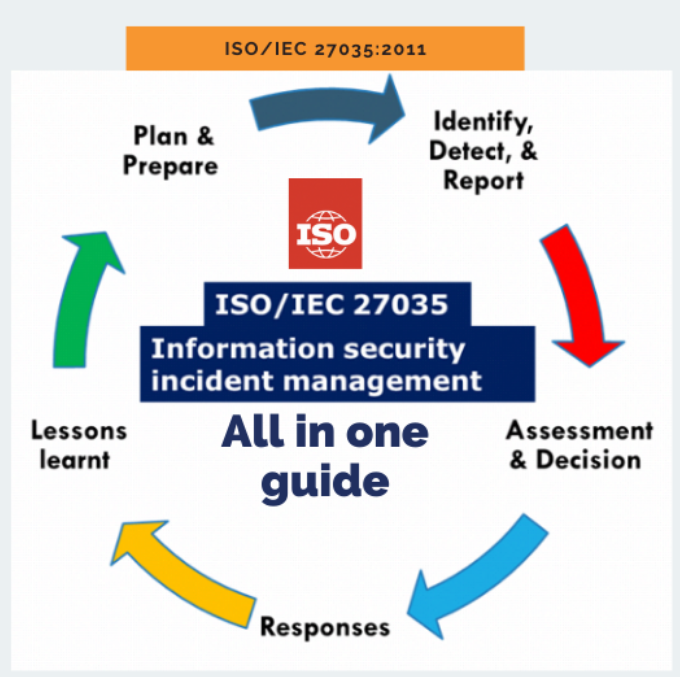 ISO/IEC 27035:2011
Plan &
Prepare
Identify,
Detect, &
Report
ISO
ISO/IEC 27035
Information security
incident management
All in one
guide
Lessons
learnt
Assessment
& Decision
Responses